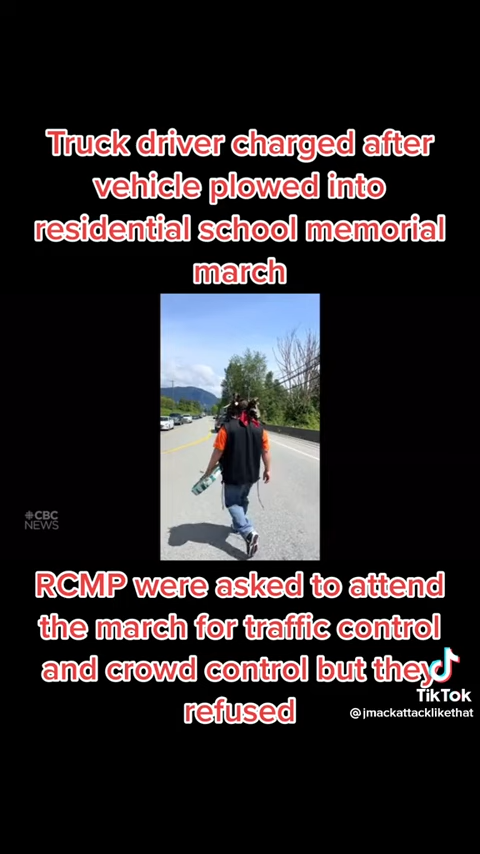 Truck driver charged after
vehicle plowed into
residential school memorial
march
CBC
NEWS
RCMP were asked to attend
the march for traffic control
and crowd control but they
refused
TikTok
@jmackattacklikethat